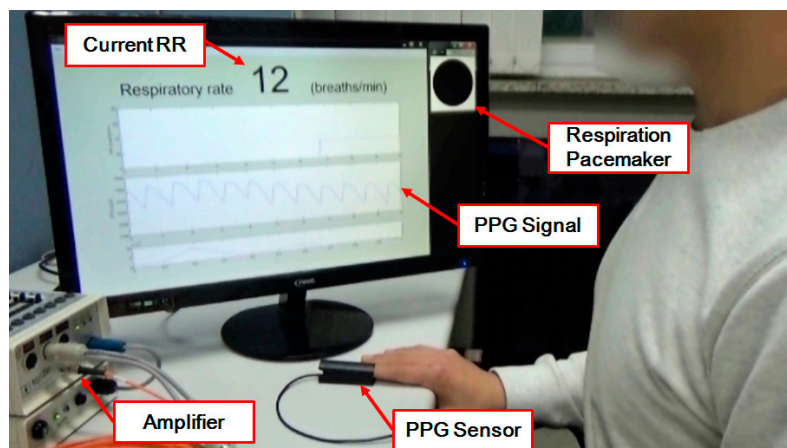 Current RR
Respiratory rate 12 (breaths/min)
Respiration
Pacemaker
PPG Signal
Amplifier
PPG Sensor